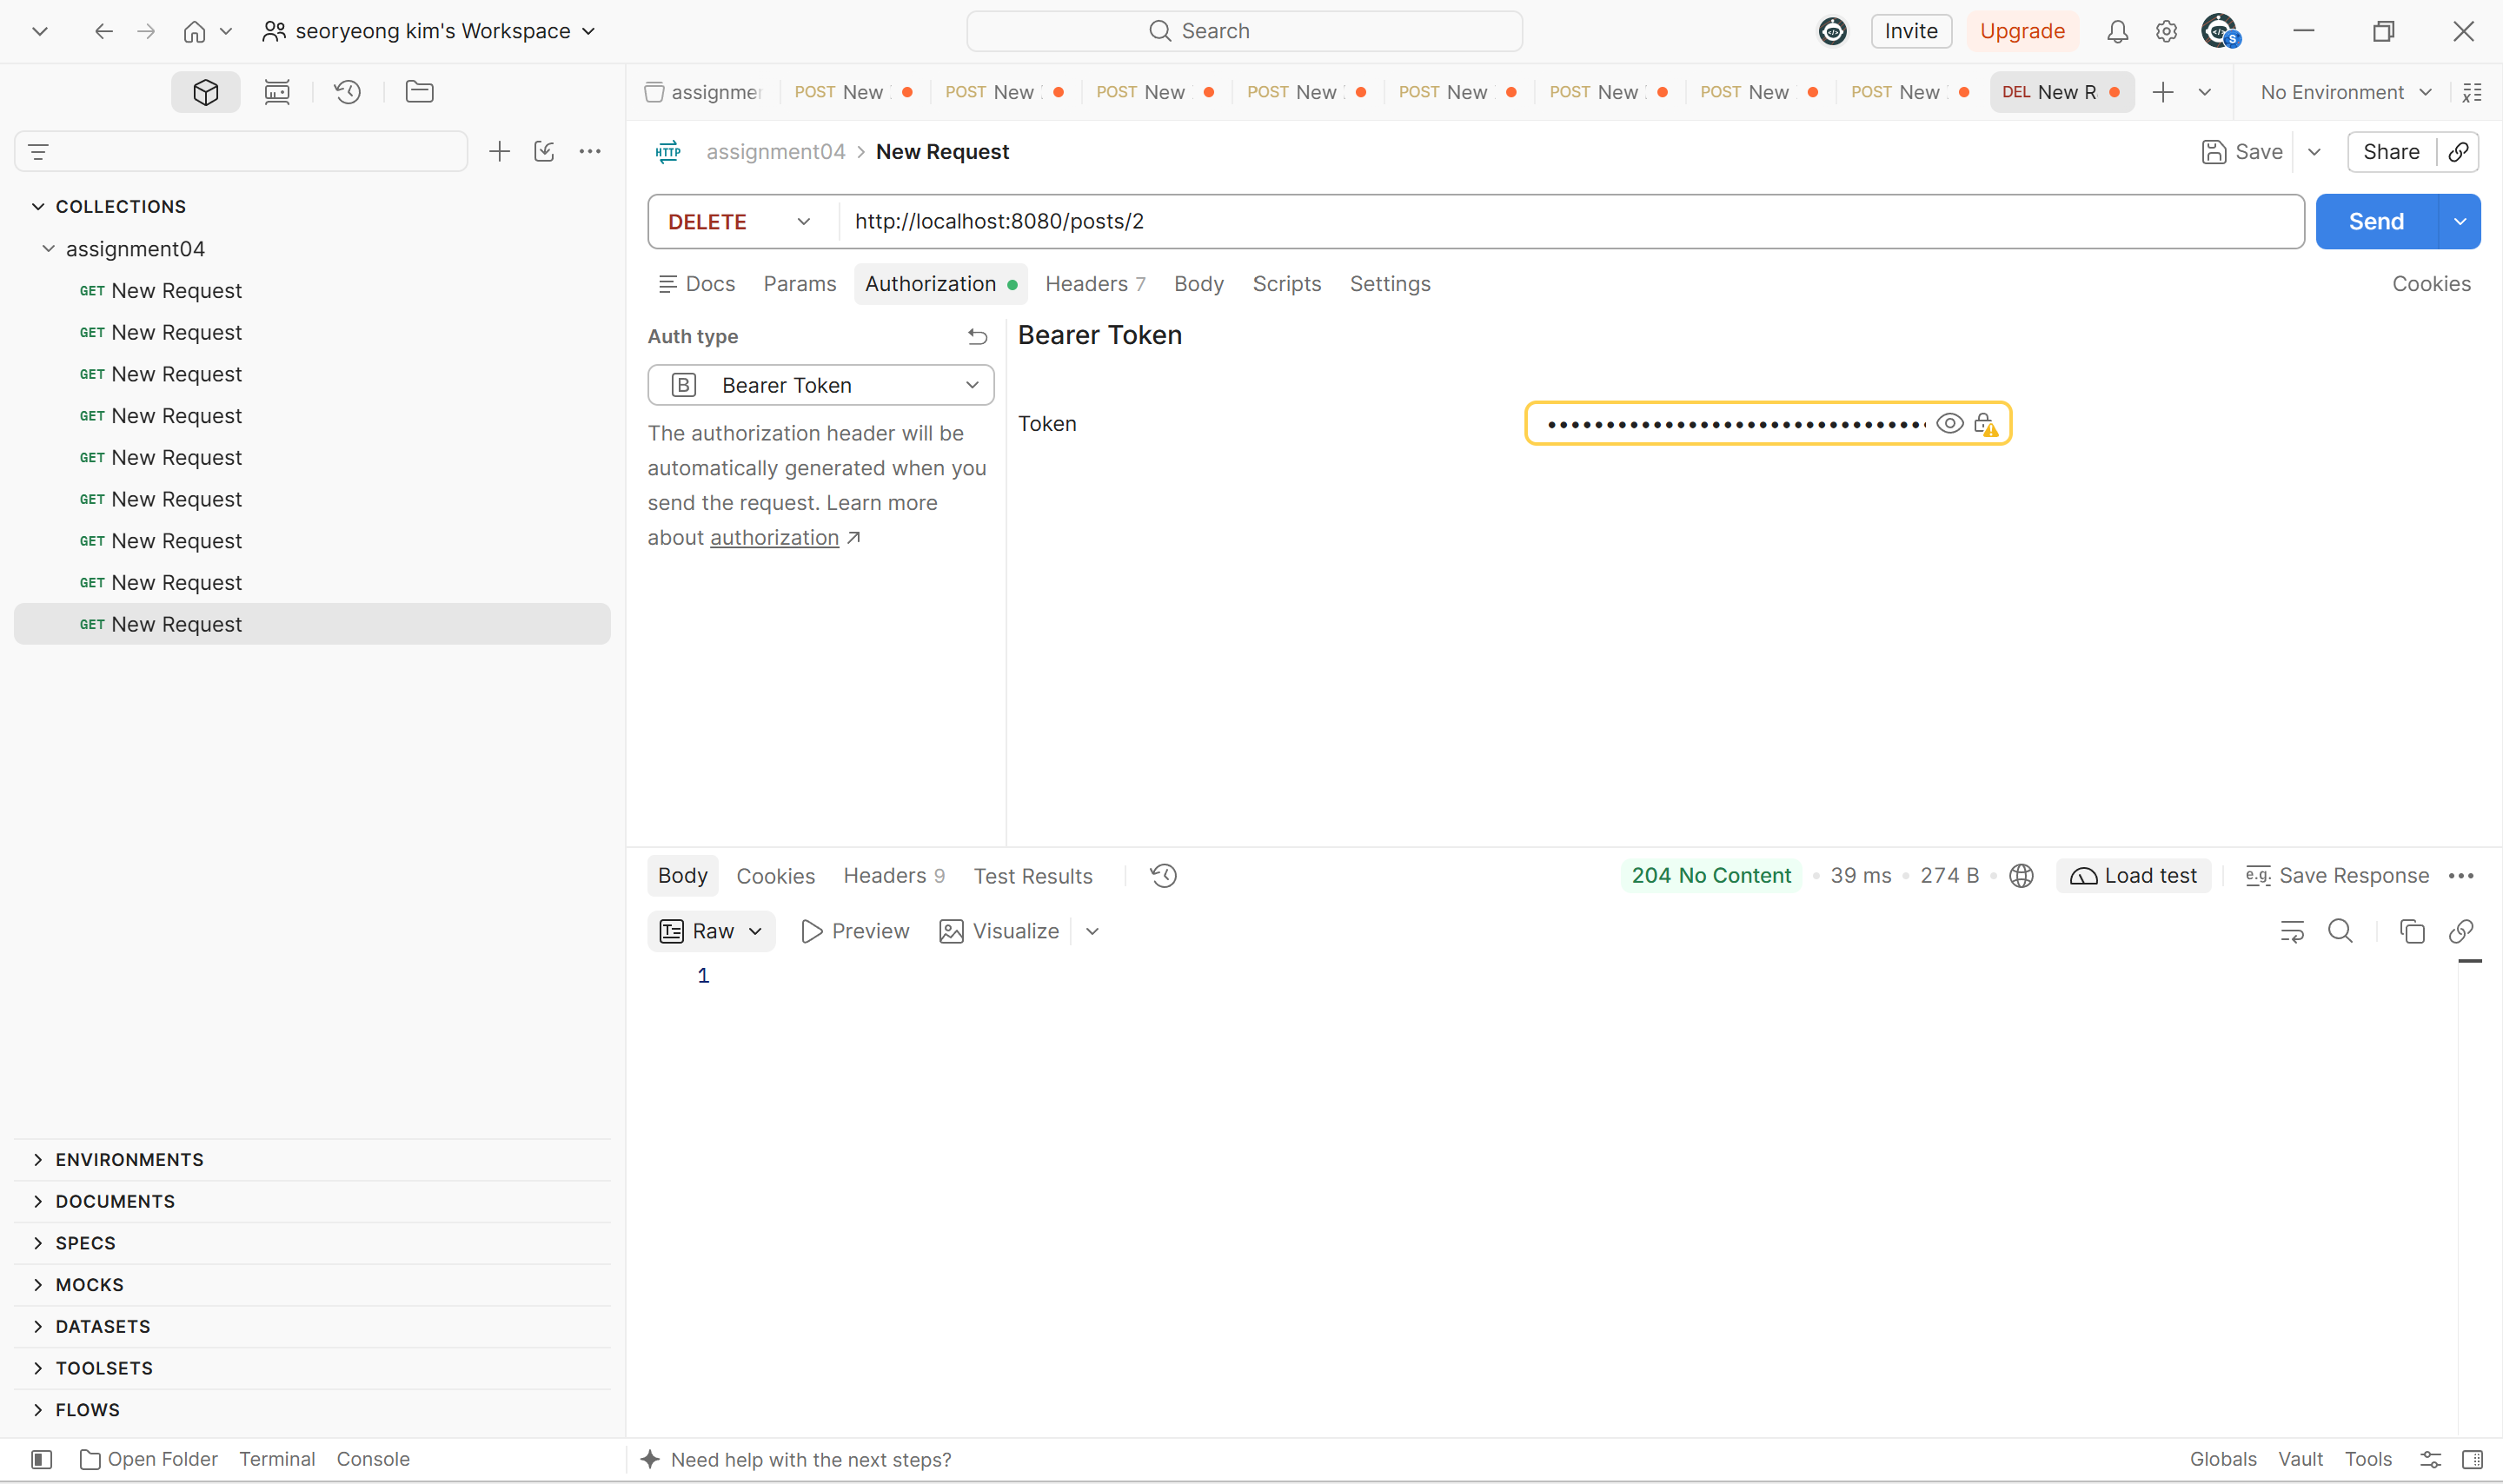 seoryeong kim's Workspace
Search
Invite
Upgrade
S
assignmer
POST New
POST New
POST New
POST New
POST New
POST New
POST New
POST New
DEL New R
No Environment
HTTP
assignment04 > New Request
Save
Share
COLLECTIONS
assignment04
GET New Request
GET New Request
GET New Request
GET New Request
GET New Request
GET New Request
GET New Request
GET New Request
GET New Request
DELETE
http://localhost:8080/posts/2
Send
Docs
Params
Authorization
Headers 7
Body
Scripts
Settings
Cookies
Auth type
B Bearer Token
The authorization header will be
automatically generated when you
send the request. Learn more
about authorization
Bearer Token
Token
Body
Cookies
Headers 9
Test Results
204 No Content
39 ms
274 B
Load test
e.g. Save Response
Raw
Preview
Visualize
1
ENVIRONMENTS
DOCUMENTS
SPECS
MOCKS
DATASETS
TOOLSETS
FLOWS
Open Folder
Terminal
Console
Need help with the next steps?
Globals
Vault
Tools